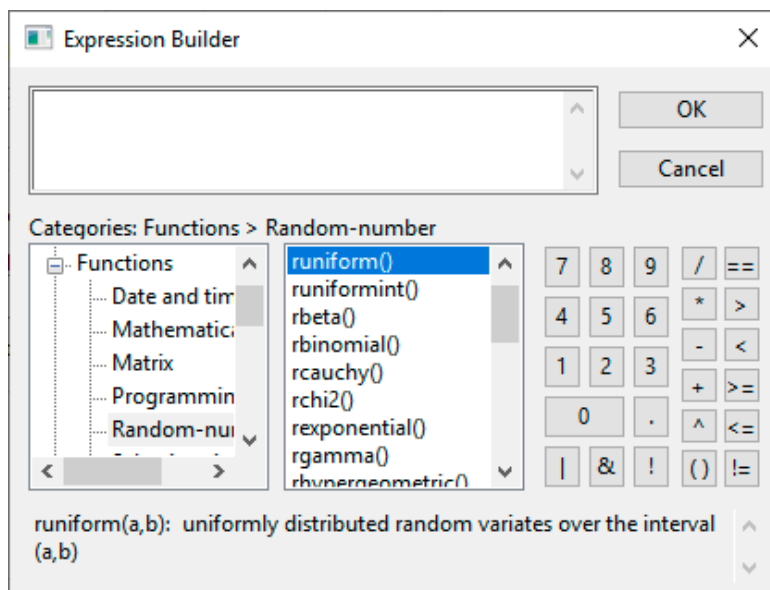 Expression Builder
OK
Cancel
Categories: Functions > Random-number
Functions
Date and tim
Mathematica
Matrix
Programmin
Random-nu
runiform()
runiformint()
rbeta()
rbinomial()
rcauchy()
rchi2()
rexponential()
rgamma()
rhypergeometric()
7 8 9 / ==
4 5 6 * >
1 2 3 - <
0 . + >=
| & ! ^ <=
() !=
runiform(a,b): uniformly distributed random variates over the interval
(a,b)